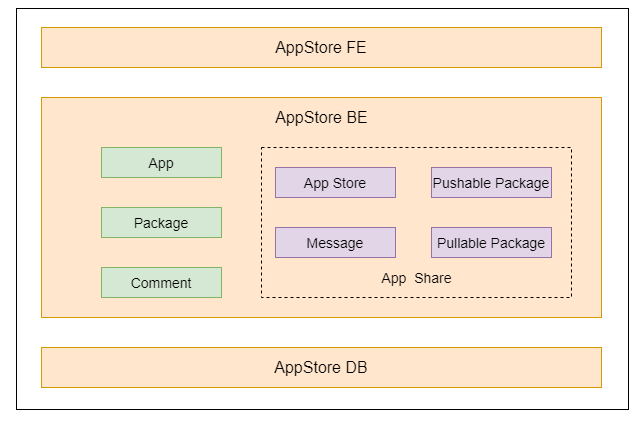 AppStore FE
AppStore BE
App
Package
Comment
App Store
Pushable Package
Message
Pullable Package
App Share
AppStore DB